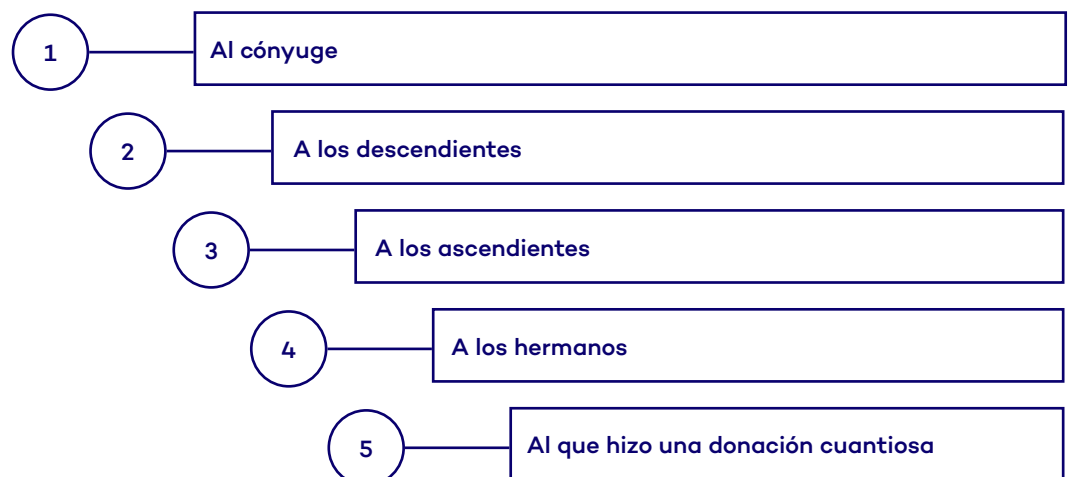 1 Al cónyuge
2 A los descendientes
3 A los ascendientes
4 A los hermanos
5 Al que hizo una donación cuantiosa